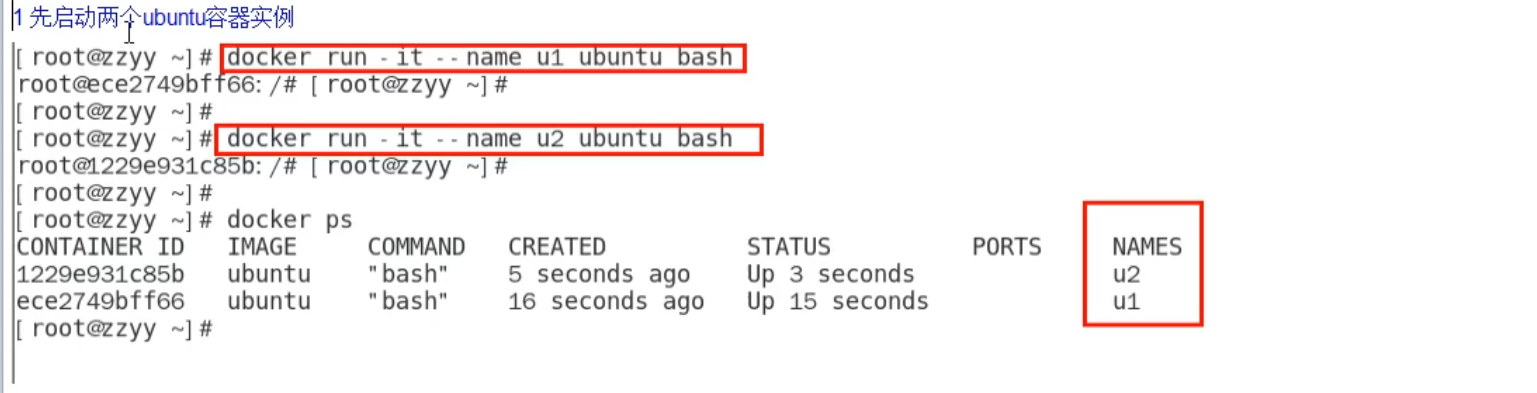 1 先启动两个ubuntu容器实例
[root@zzyy ~]# docker run -it --name u1 ubuntu bash
root@ece2749bff66:/# [root@zzyy ~]#
[root@zzyy ~]#
[root@zzyy ~]# docker run -it --name u2 ubuntu bash
root@1229e931c85b:/# [root@zzyy ~]#
[root@zzyy ~]#
[root@zzyy ~]# docker ps
CONTAINER ID   IMAGE     COMMAND   CREATED          STATUS          PORTS     NAMES
1229e931c85b   ubuntu    "bash"    5 seconds ago    Up 3 seconds              u2
ece2749bff66   ubuntu    "bash"    16 seconds ago   Up 15 seconds             u1
[root@zzyy ~]#